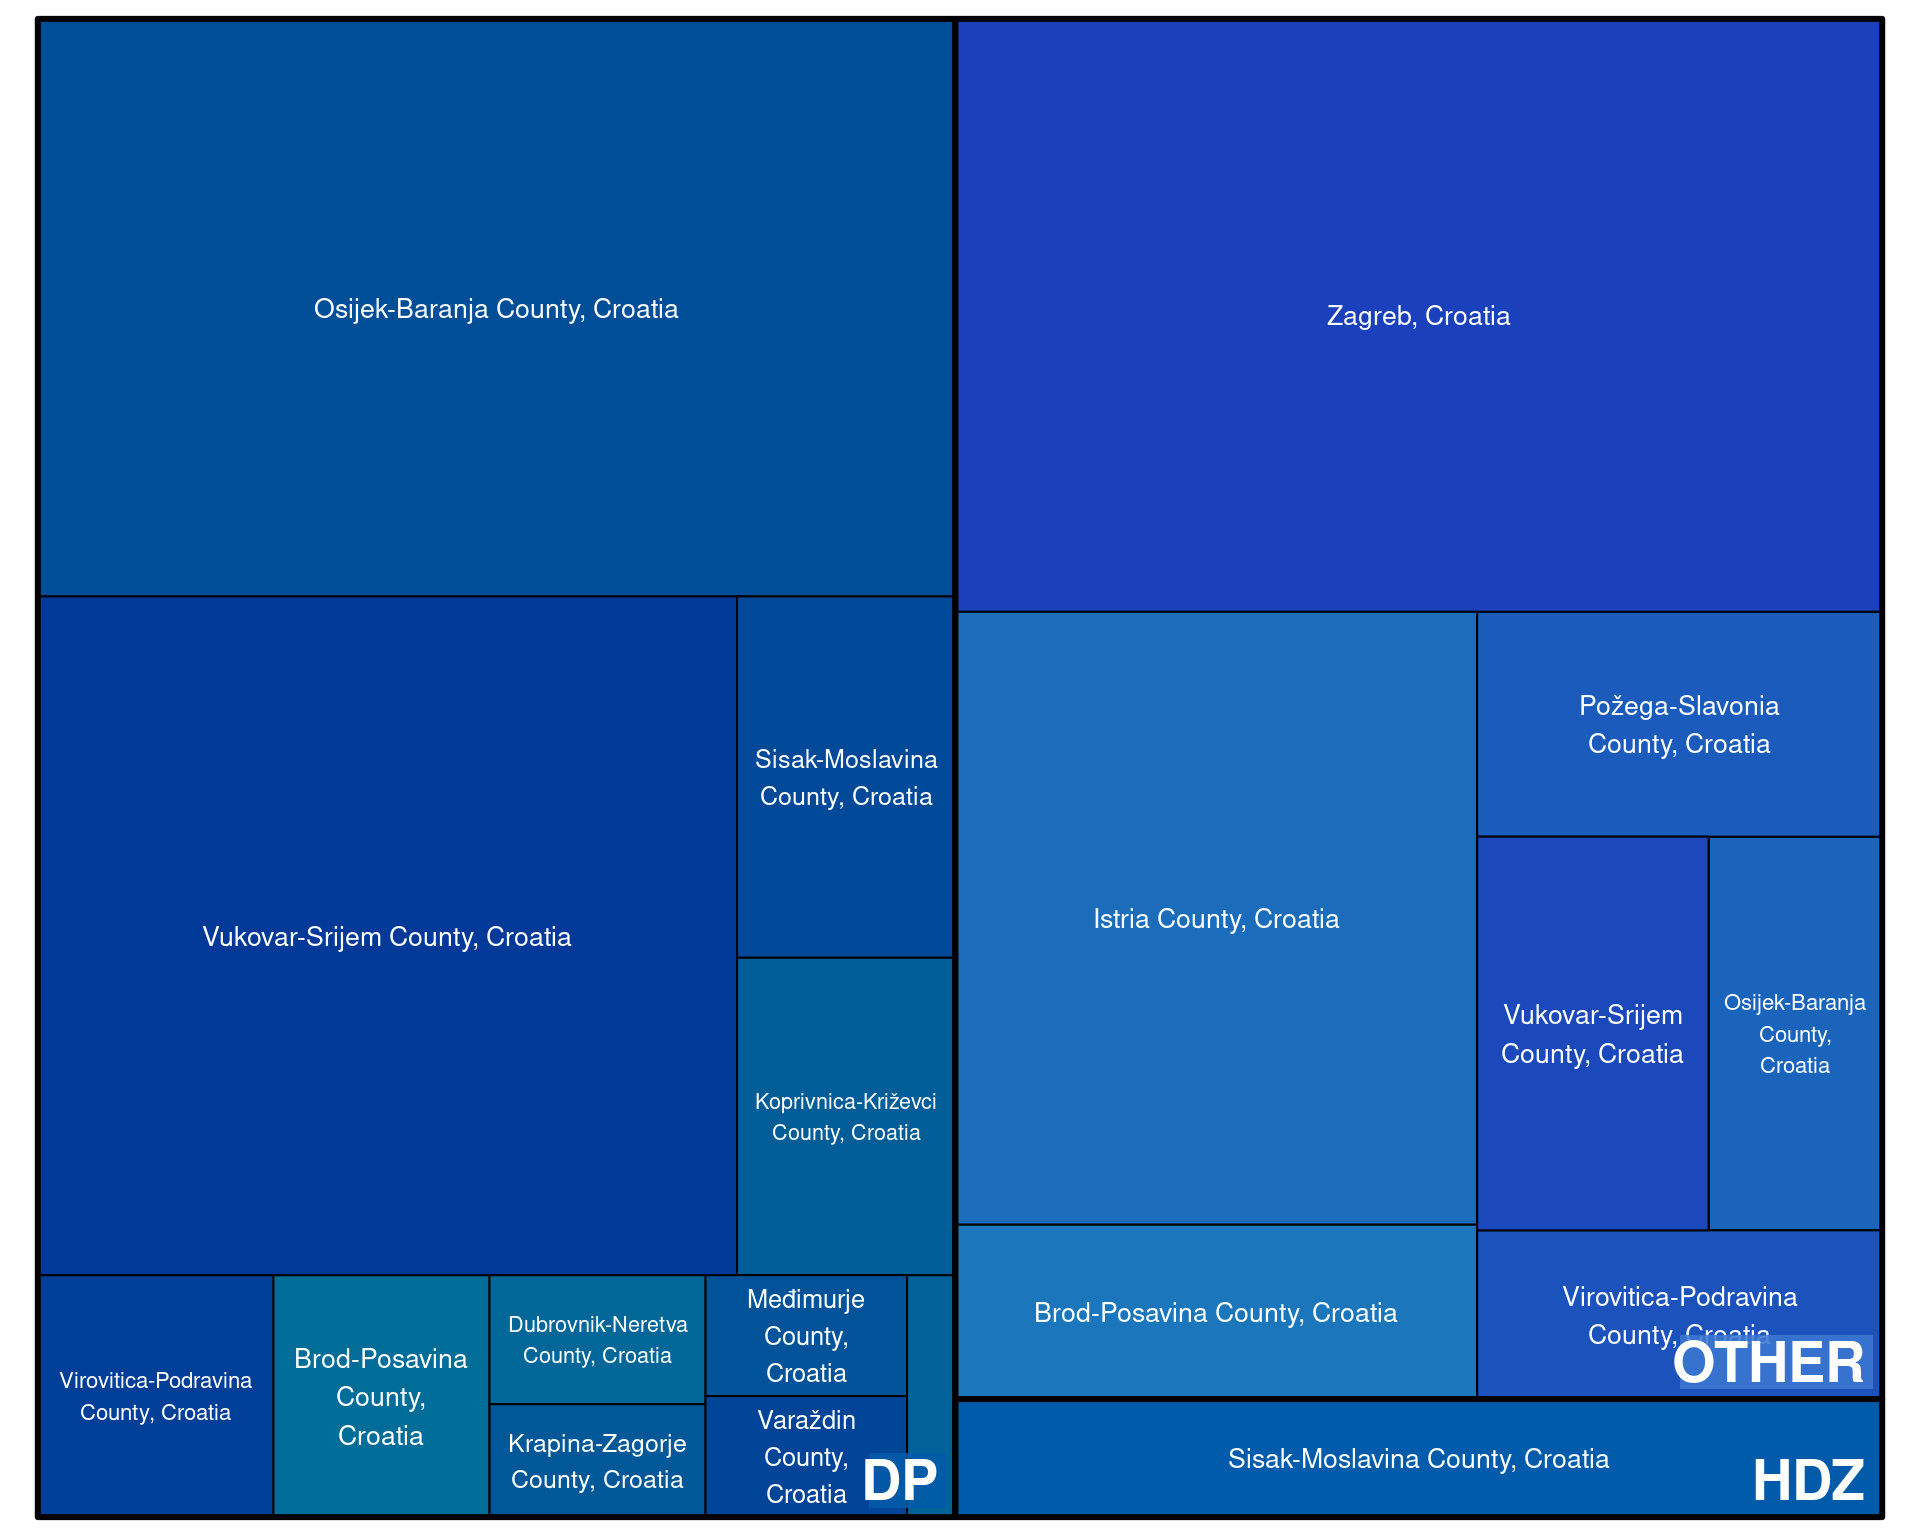 Osijek-Baranja County, Croatia
Vukovar-Srijem County, Croatia
Sisak-Moslavina
County, Croatia
Koprivnica-Križevci
County, Croatia
Virovitica-Podravina
County, Croatia
Brod-Posavina
County,
Croatia
Dubrovnik-Neretva
County, Croatia
Krapina-Zagorje
County, Croatia
Međimurje
County,
Croatia
Varaždin
County,
Croatia
DP
Zagreb, Croatia
Istria County, Croatia
Požega-Slavonia
County, Croatia
Vukovar-Srijem
County, Croatia
Osijek-Baranja
County,
Croatia
Brod-Posavina County, Croatia
Virovitica-Podravina
County, Croatia
OTHER
Sisak-Moslavina County, Croatia
HDZ